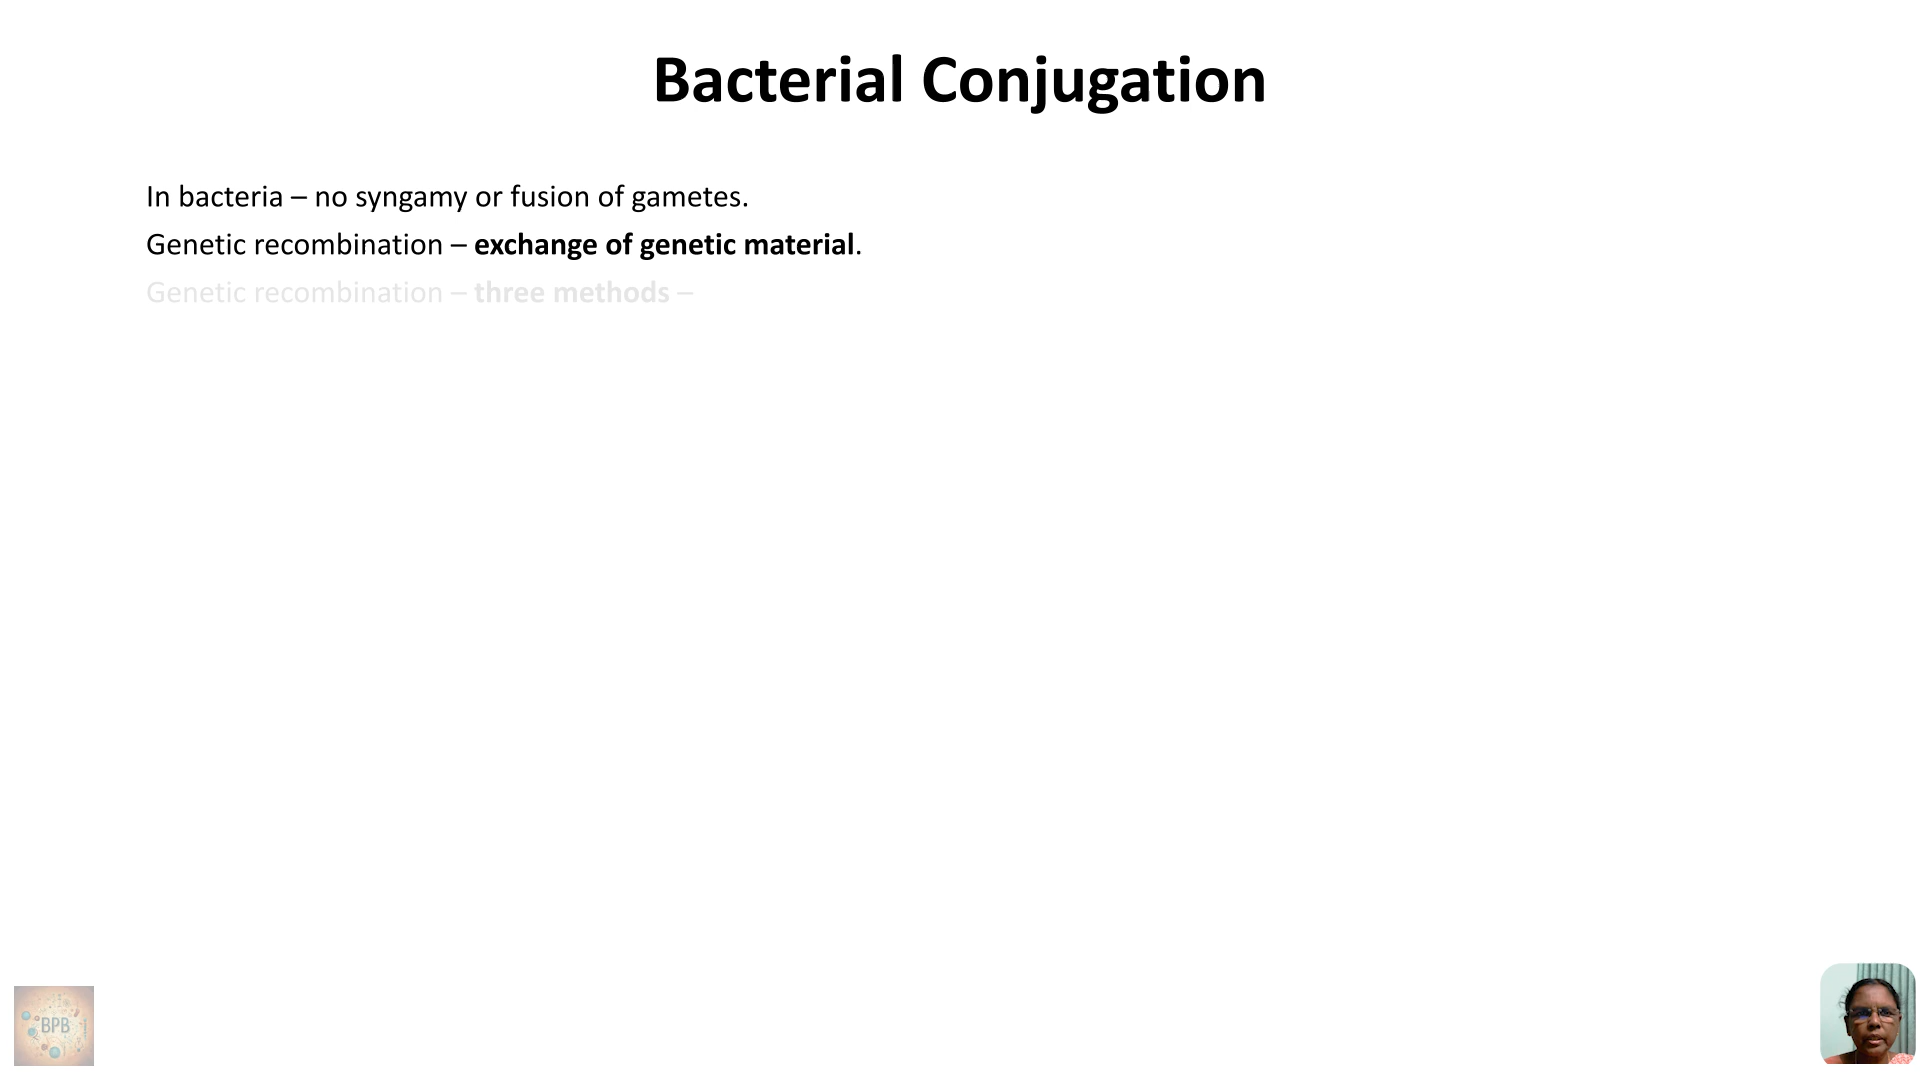 Bacterial Conjugation
In bacteria – no syngamy or fusion of gametes.
Genetic recombination – exchange of genetic material.
Genetic recombination – three methods –
BPB